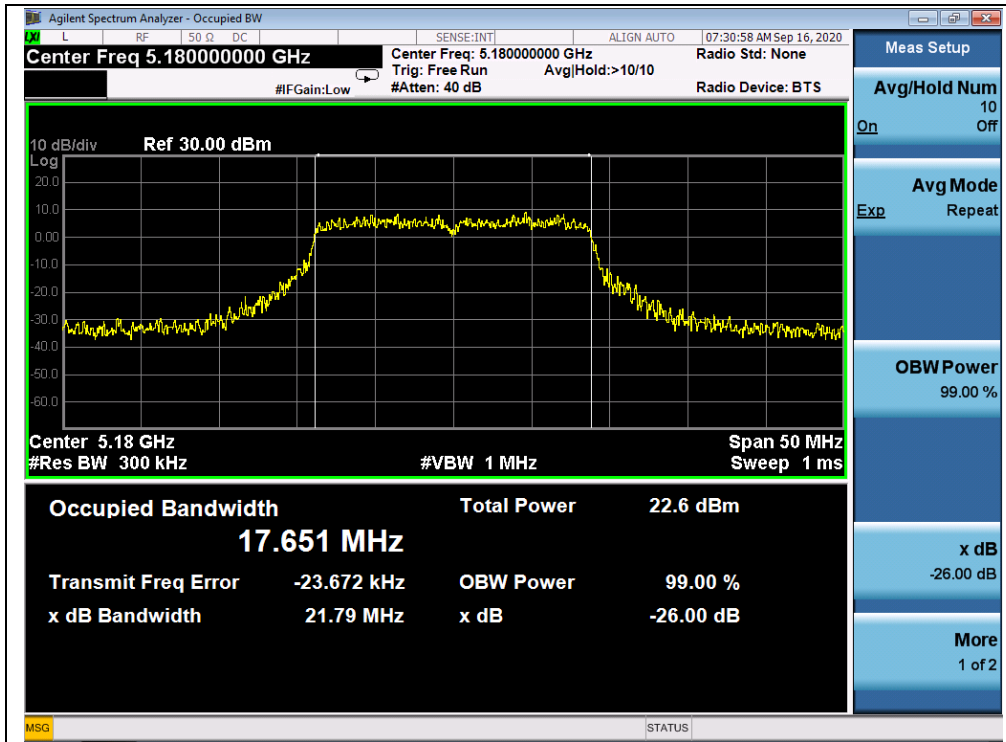 Agilent Spectrum Analyzer - Occupied BW
LXI L RF 50 Ω DC SENSE:INT ALIGN AUTO 07:30:58 AM Sep 16, 2020
Center Freq 5.180000000 GHz
Center Freq: 5.180000000 GHz Radio Std: None
Trig: Free Run Avg|Hold:>10/10
#IFGain:Low #Atten: 40 dB Radio Device: BTS
10 dB/div Ref 30.00 dBm
Log
20.0
10.0
0.00
-10.0
-20.0
-30.0
-40.0
-50.0
-60.0
Center 5.18 GHz Span 50 MHz
#Res BW 300 kHz #VBW 1 MHz Sweep 1 ms
Occupied Bandwidth Total Power 22.6 dBm
17.651 MHz
Transmit Freq Error -23.672 kHz OBW Power 99.00 %
x dB Bandwidth 21.79 MHz x dB -26.00 dB
MSG STATUS
Meas Setup
Avg/Hold Num
10
On Off
Avg Mode
Exp Repeat
OBW Power
99.00 %
x dB
-26.00 dB
More
1 of 2